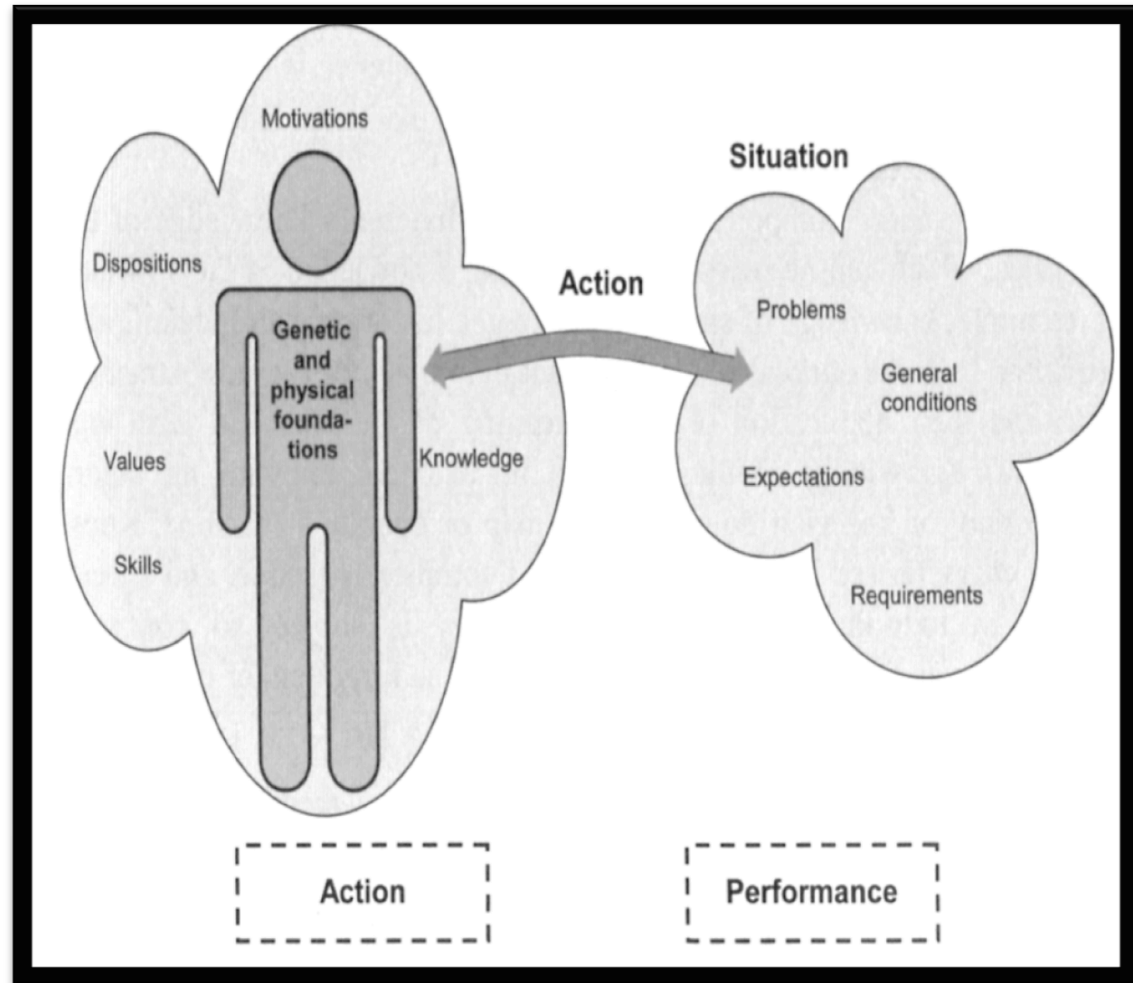 Motivations
Situation
Dispositions
Action
Problems
Genetic
and
physical
founda-
tions
General
conditions
Values
Knowledge
Expectations
Skills
Requirements
Action
Performance